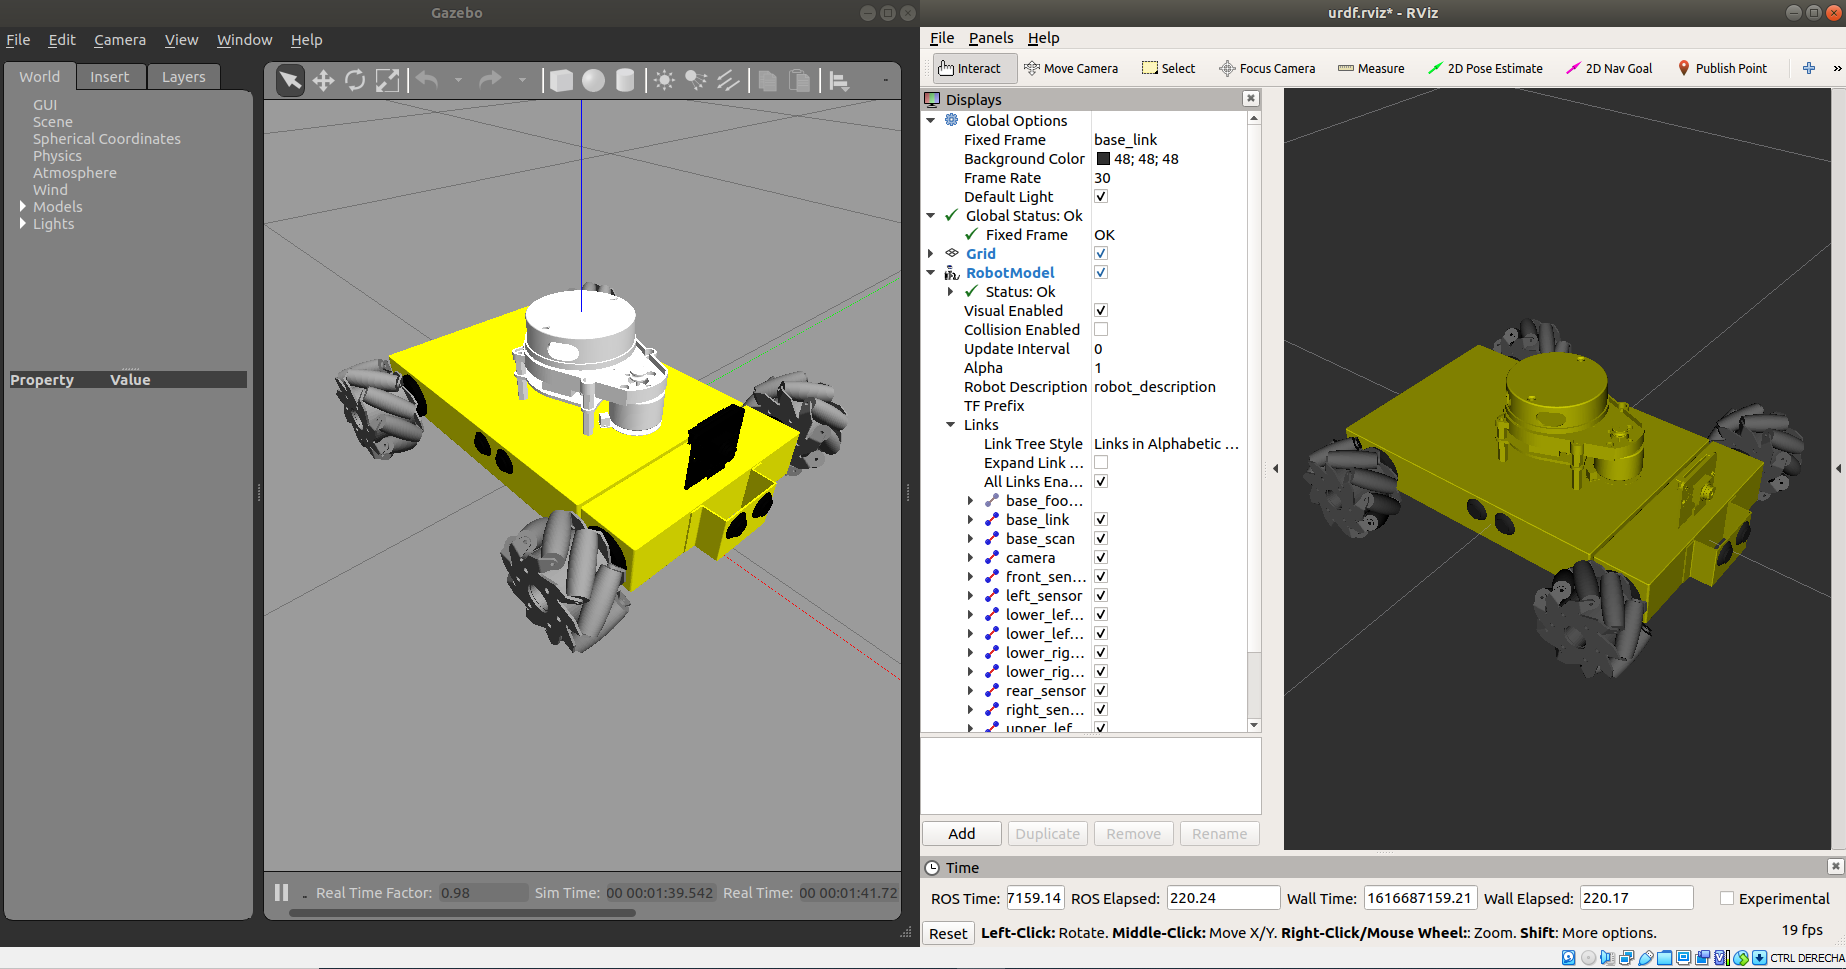 Gazebo
File Edit Camera View Window Help
World Insert Layers
GUI
Scene
Spherical Coordinates
Physics
Atmosphere
Wind
Models
Lights
Property Value
Real Time Factor: 0.98 Sim Time: 00 00:01:39.542 Real Time: 00 00:01:41.72
urdf.rviz* - RViz
File Panels Help
Interact Move Camera Select Focus Camera Measure 2D Pose Estimate 2D Nav Goal Publish Point »
Displays
Global Options
Fixed Frame base_link
Background Color 48; 48; 48
Frame Rate 30
Default Light
Global Status: Ok
Fixed Frame OK
Grid
RobotModel
Status: Ok
Visual Enabled
Collision Enabled
Update Interval 0
Alpha 1
Robot Description robot_description
TF Prefix
Links
Link Tree Style Links in Alphabetic ...
Expand Link ...
All Links Ena...
base_foo...
base_link
base_scan
camera
front_sen...
left_sensor
lower_lef...
lower_lef...
lower_rig...
lower_rig...
rear_sensor
right_sen...
upper_lef
Add Duplicate Remove Rename
Time
ROS Time: 7159.14 ROS Elapsed: 220.24 Wall Time: 1616687159.21 Wall Elapsed: 220.17 Experimental
Reset Left-Click: Rotate. Middle-Click: Move X/Y. Right-Click/Mouse Wheel:: Zoom. Shift: More options. 19 fps
CTRL DERECHA